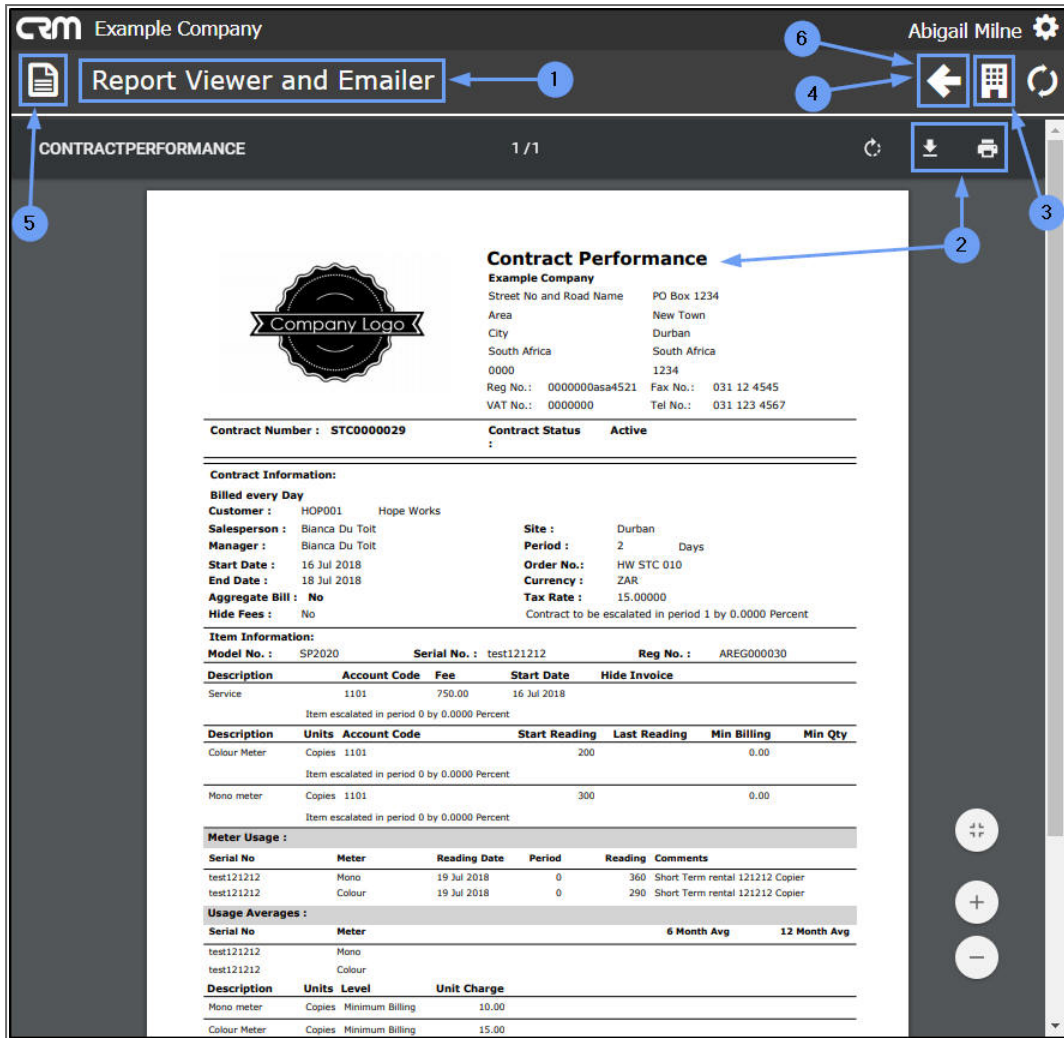 CRM Example Company
Abigail Milne
6
Report Viewer and Emailer
1
4
CONTRACTPERFORMANCE
1 / 1
5
3
2
Contract Performance
Company Logo
Example Company
Street No and Road Name PO Box 1234
Area New Town
City Durban
South Africa South Africa
0000 1234
Reg No.: 0000000asa4521 Fax No.: 031 12 4545
VAT No.: 0000000 Tel No.: 031 123 4567
Contract Number : STC0000029 Contract Status : Active
Contract Information:
Billed every Day
Customer : HOP001 Hope Works
Salesperson : Bianca Du Toit Site : Durban
Manager : Bianca Du Toit Period : 2 Days
Start Date : 16 Jul 2018 Order No.: HW STC 010
End Date : 18 Jul 2018 Currency : ZAR
Aggregate Bill : No Tax Rate : 15.00000
Hide Fees : No Contract to be escalated in period 1 by 0.0000 Percent
Item Information:
Model No. : SP2020 Serial No. : test121212 Reg No. : AREG000030
Description Account Code Fee Start Date Hide Invoice
Service 1101 750.00 16 Jul 2018
Item escalated in period 0 by 0.0000 Percent
Description Units Account Code Start Reading Last Reading Min Billing Min Qty
Colour Meter Copies 1101 200 0.00
Item escalated in period 0 by 0.0000 Percent
Mono meter Copies 1101 300 0.00
Item escalated in period 0 by 0.0000 Percent
Meter Usage :
Serial No Meter Reading Date Period Reading Comments
test121212 Mono 19 Jul 2018 0 360 Short Term rental 121212 Copier
test121212 Colour 19 Jul 2018 0 290 Short Term rental 121212 Copier
Usage Averages :
Serial No Meter 6 Month Avg 12 Month Avg
test121212 Mono
test121212 Colour
Description Units Level Unit Charge
Mono meter Copies Minimum Billing 10.00
Colour Meter Copies Minimum Billing 15.00